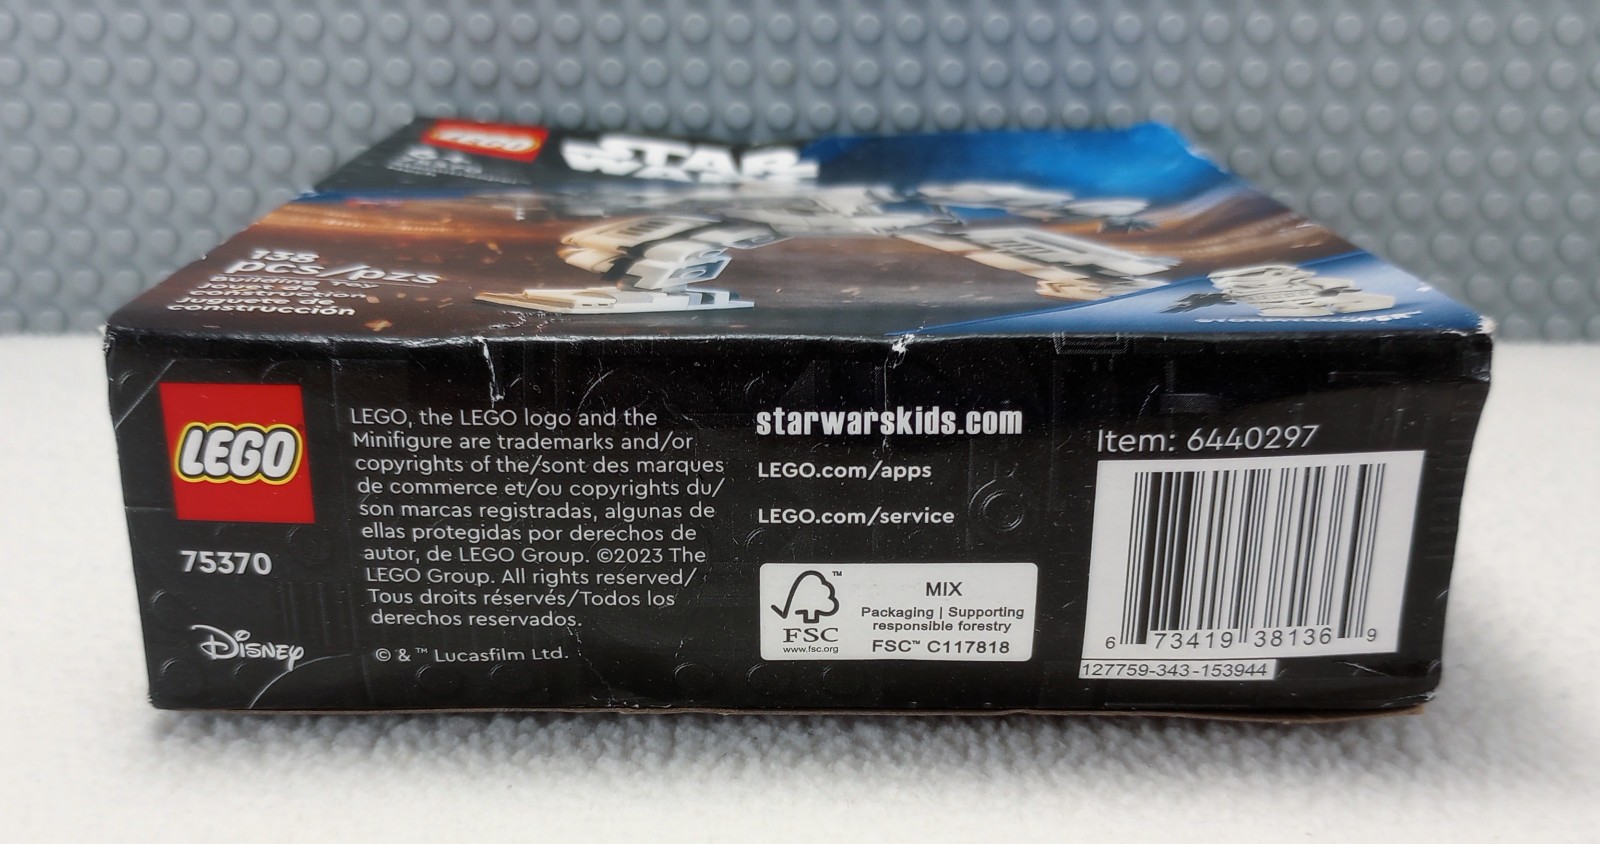 LEGO
STAR
WARS
138
pcs/pzs
Building Toy
Juguete de
construcción
LEGO
75370
Disney
LEGO, the LEGO logo and the
Minifigure are trademarks and/or
copyrights of the/sont des marques
de commerce et/ou copyrights du/
son marcas registradas, algunas de
ellas protegidas por derechos de
autor, de LEGO Group. ©2023 The
LEGO Group. All rights reserved/
Tous droits réservés/Todos los
derechos reservados.
© & ™ Lucasfilm Ltd.
starwarskids.com
LEGO.com/apps
LEGO.com/service
FSC
www.fsc.org
MIX
Packaging | Supporting
responsible forestry
FSC™ C117818
Item: 6440297
6 73419 38136 9
127759-343-153944